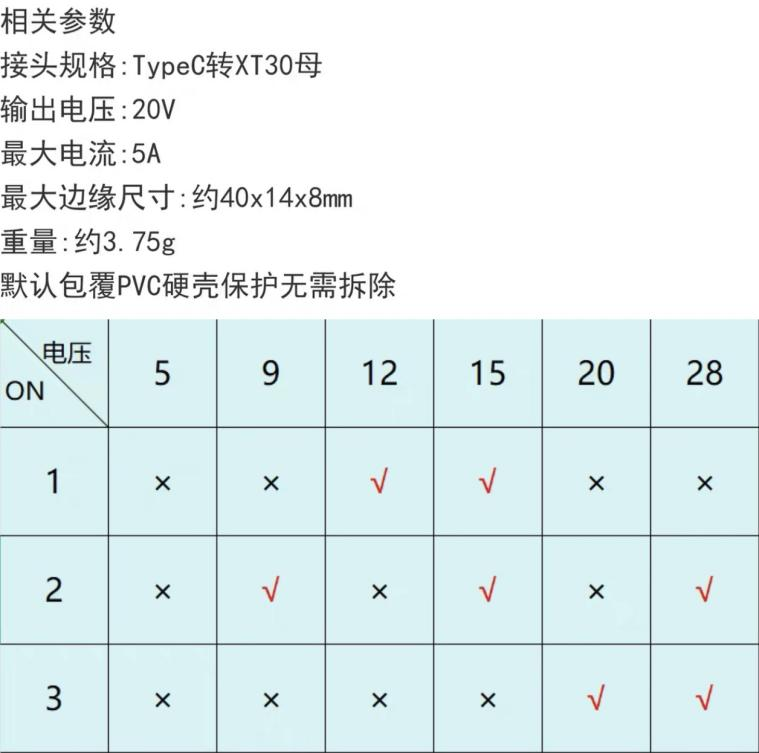 相关参数
接头规格:TypeC转XT30母
输出电压:20V
最大电流:5A
最大边缘尺寸:约40x14x8mm
重量:约3.75g
默认包覆PVC硬壳保护无需拆除
电压 ON 5 9 12 15 20 28
1 × × √ √ × ×
2 × √ × √ × √
3 × × × × √ √